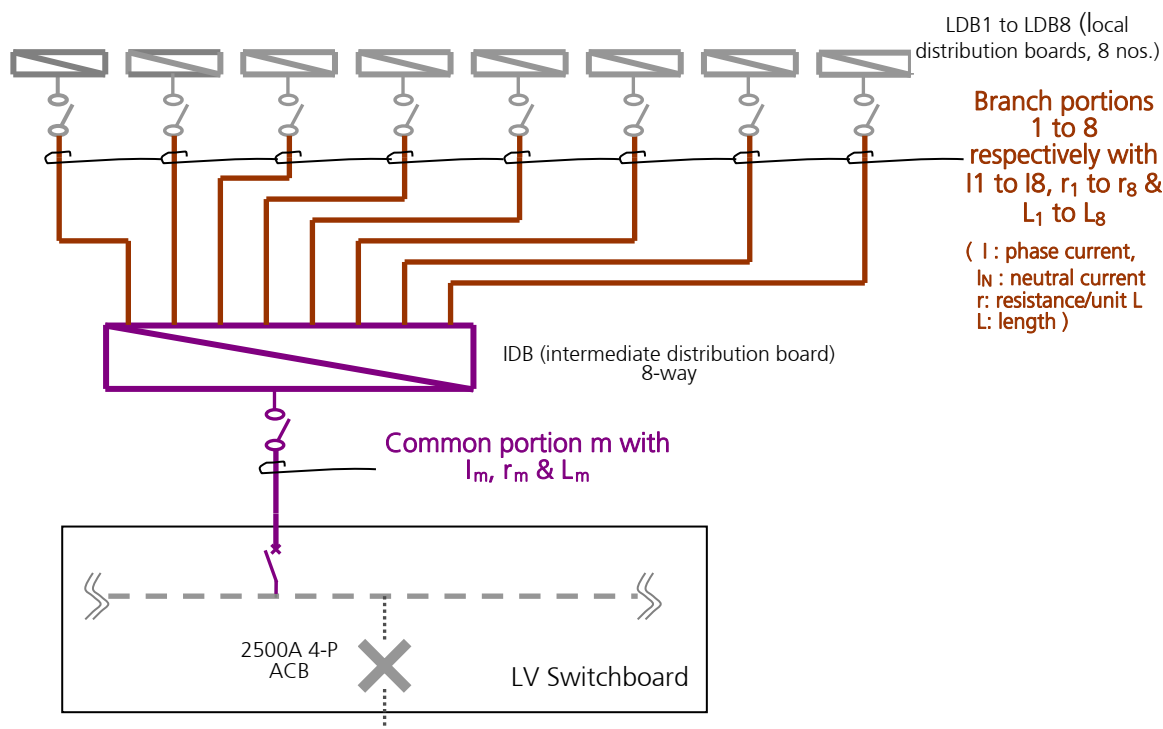 LDB1 to LDB8 (local
distribution boards, 8 nos.)
Branch portions
1 to 8
respectively with
I1 to I8, r₁ to r₈ &
L₁ to L₈
( I : phase current,
IN : neutral current
r: resistance/unit L
L: length )
IDB (intermediate distribution board)
8-way
Common portion m with
Iₘ, rₘ & Lₘ
2500A 4-P
ACB
LV Switchboard